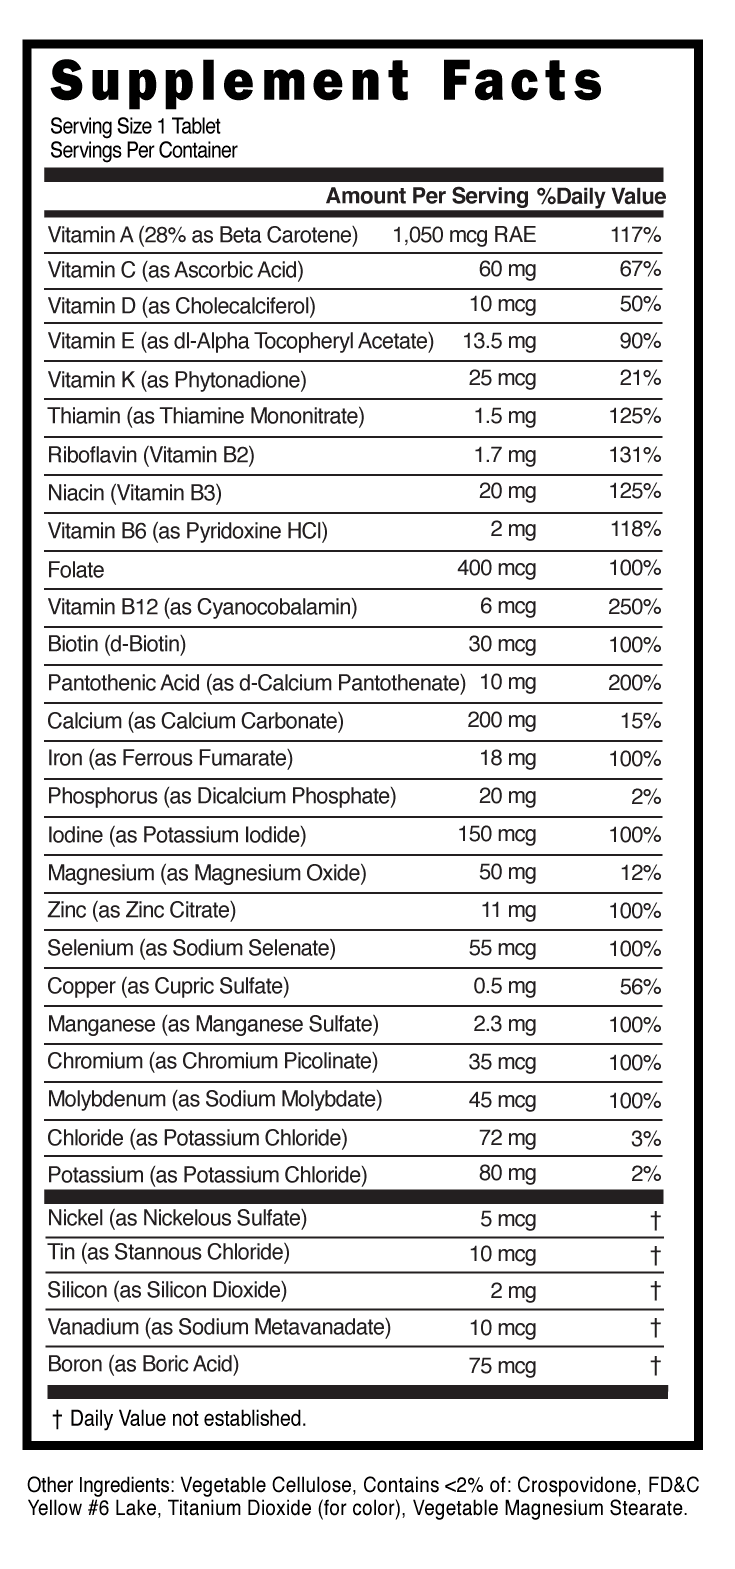 Supplement Facts
Serving Size 1 Tablet
Servings Per Container
Amount Per Serving %Daily Value
Vitamin A (28% as Beta Carotene) 1,050 mcg RAE 117%
Vitamin C (as Ascorbic Acid) 60 mg 67%
Vitamin D (as Cholecalciferol) 10 mcg 50%
Vitamin E (as dl-Alpha Tocopheryl Acetate) 13.5 mg 90%
Vitamin K (as Phytonadione) 25 mcg 21%
Thiamin (as Thiamine Mononitrate) 1.5 mg 125%
Riboflavin (Vitamin B2) 1.7 mg 131%
Niacin (Vitamin B3) 20 mg 125%
Vitamin B6 (as Pyridoxine HCl) 2 mg 118%
Folate 400 mcg 100%
Vitamin B12 (as Cyanocobalamin) 6 mcg 250%
Biotin (d-Biotin) 30 mcg 100%
Pantothenic Acid (as d-Calcium Pantothenate) 10 mg 200%
Calcium (as Calcium Carbonate) 200 mg 15%
Iron (as Ferrous Fumarate) 18 mg 100%
Phosphorus (as Dicalcium Phosphate) 20 mg 2%
Iodine (as Potassium Iodide) 150 mcg 100%
Magnesium (as Magnesium Oxide) 50 mg 12%
Zinc (as Zinc Citrate) 11 mg 100%
Selenium (as Sodium Selenate) 55 mcg 100%
Copper (as Cupric Sulfate) 0.5 mg 56%
Manganese (as Manganese Sulfate) 2.3 mg 100%
Chromium (as Chromium Picolinate) 35 mcg 100%
Molybdenum (as Sodium Molybdate) 45 mcg 100%
Chloride (as Potassium Chloride) 72 mg 3%
Potassium (as Potassium Chloride) 80 mg 2%
Nickel (as Nickelous Sulfate) 5 mcg †
Tin (as Stannous Chloride) 10 mcg †
Silicon (as Silicon Dioxide) 2 mg †
Vanadium (as Sodium Metavanadate) 10 mcg †
Boron (as Boric Acid) 75 mcg †
† Daily Value not established.
Other Ingredients: Vegetable Cellulose, Contains <2% of: Crospovidone, FD&C
Yellow #6 Lake, Titanium Dioxide (for color), Vegetable Magnesium Stearate.